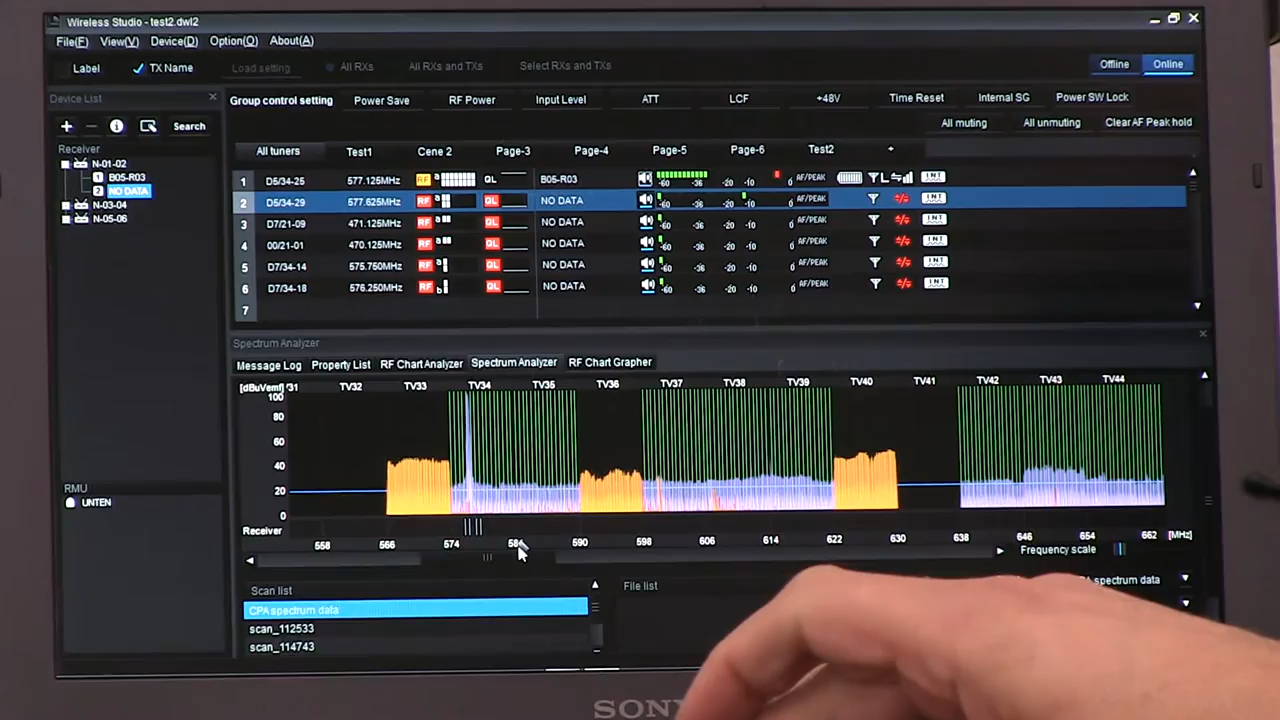 Wireless Studio - test2.dwl2
File(F) View(V) Device(D) Option(O) About(A)
Label TX Name Load setting All RXs All RXs and TXs Select RXs and TXs Offline Online
Device List
Group control setting Power Save RF Power Input Level ATT LCF +48V Time Reset Internal SG Power SW Lock
Search
All muting All unmuting Clear AF Peak hold
Receiver
All tuners Test1 Cene 2 Page-3 Page-4 Page-5 Page-6 Test2 +
N-01-02
1 B05-R03
2 NO DATA
N-03-04
N-05-06
1 D5/34-25 577.125MHz RF a QL B05-R03 -60 -36 -20 -10 0 AF/PEAK L INT
2 D5/34-29 577.625MHz RF a QL NO DATA -60 -36 -20 -10 0 AF/PEAK INT
3 D7/21-09 471.125MHz RF a QL NO DATA -60 -36 -20 -10 0 AF/PEAK INT
4 00/21-01 470.125MHz RF a QL NO DATA -60 -36 -20 -10 0 AF/PEAK INT
5 D7/34-14 575.750MHz RF a QL NO DATA -60 -36 -20 -10 0 AF/PEAK INT
6 D7/34-18 576.250MHz RF b QL NO DATA -60 -36 -20 -10 0 AF/PEAK INT
7
Spectrum Analyzer
Message Log Property List RF Chart Analyzer Spectrum Analyzer RF Chart Grapher
[dBuVemf] TV32 TV33 TV34 TV35 TV36 TV37 TV38 TV39 TV40 TV41 TV42 TV43 TV44
100
80
60
40
20
0
RMU
UNTEN
Receiver
558 566 574 590 598 606 614 622 630 646 654 662 [MHz]
Frequency scale
Scan list File list spectrum data
CPA spectrum data
scan_112533
scan_114743
SONY